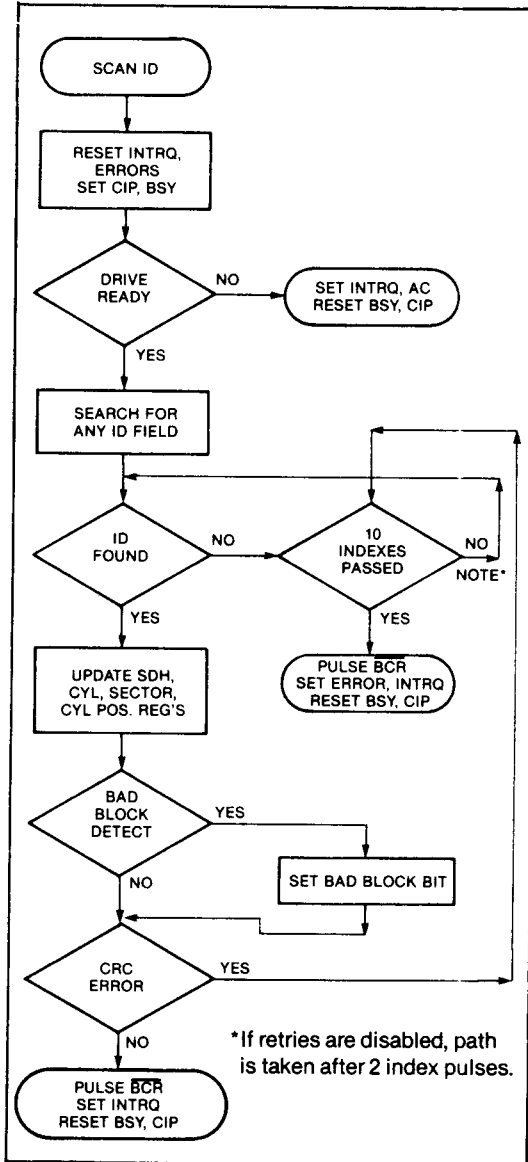 SCAN ID
RESET INTRQ,
ERRORS
SET CIP, BSY
DRIVE
READY
NO
SET INTRQ, AC
RESET BSY, CIP
YES
SEARCH FOR
ANY ID FIELD
ID
FOUND
NO
10
INDEXES
PASSED
NO
NOTE*
YES
YES
PULSE B̅C̅R̅
SET ERROR, INTRQ
RESET BSY, CIP
UPDATE SDH,
CYL, SECTOR,
CYL POS. REG'S
BAD
BLOCK
DETECT
YES
SET BAD BLOCK BIT
NO
CRC
ERROR
YES
NO
*If retries are disabled, path
is taken after 2 index pulses.
PULSE B̅C̅R̅
SET INTRQ
RESET BSY, CIP